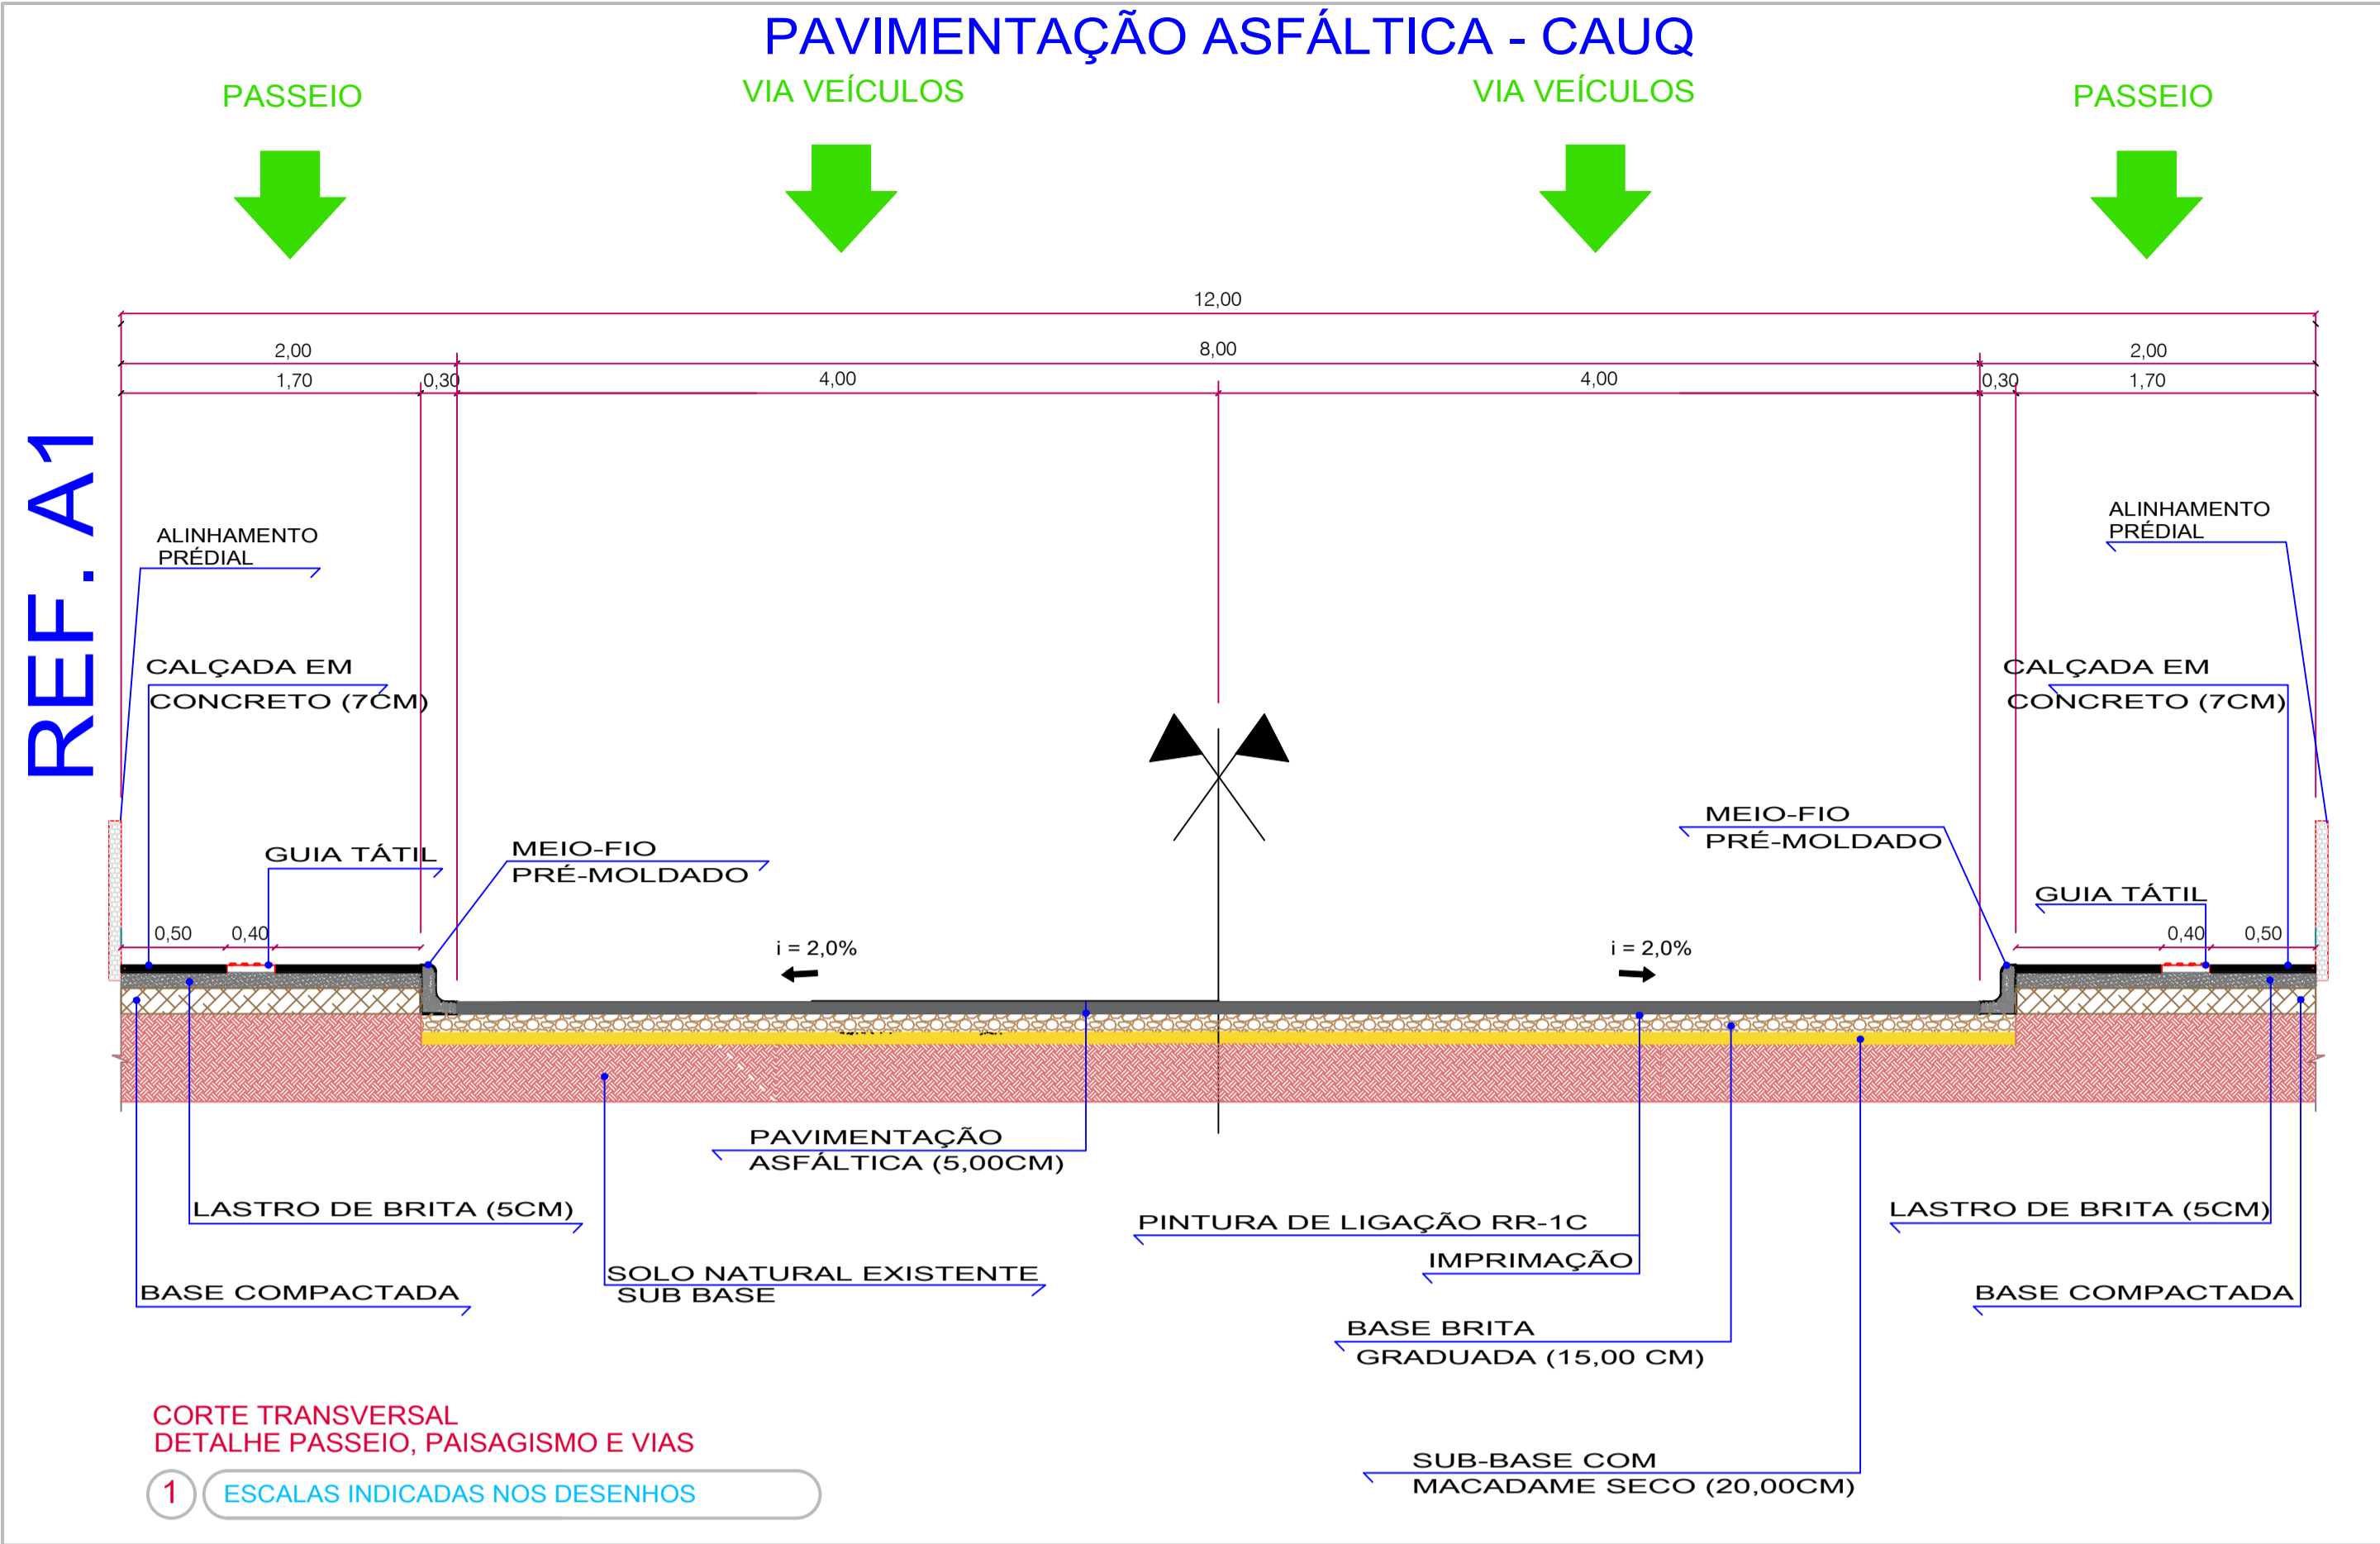 PAVIMENTAÇÃO ASFÁLTICA - CAUQ
PASSEIO
VIA VEÍCULOS
VIA VEÍCULOS
PASSEIO
12,00
2,00
8,00
2,00
1,70
0,30
4,00
4,00
0,30
1,70
REF. A1
ALINHAMENTO
PRÉDIAL
ALINHAMENTO
PRÉDIAL
CALÇADA EM
CONCRETO (7CM)
CALÇADA EM
CONCRETO (7CM)
GUIA TÁTIL
MEIO-FIO
PRÉ-MOLDADO
MEIO-FIO
PRÉ-MOLDADO
GUIA TÁTIL
0,50
0,40
i = 2,0%
i = 2,0%
0,40
0,50
PAVIMENTAÇÃO
ASFÁLTICA (5,00CM)
LASTRO DE BRITA (5CM)
PINTURA DE LIGAÇÃO RR-1C
LASTRO DE BRITA (5CM)
IMPRIMAÇÃO
SOLO NATURAL EXISTENTE
SUB BASE
BASE COMPACTADA
BASE COMPACTADA
BASE BRITA
GRADUADA (15,00 CM)
CORTE TRANSVERSAL
DETALHE PASSEIO, PAISAGISMO E VIAS
SUB-BASE COM
MACADAME SECO (20,00CM)
1
ESCALAS INDICADAS NOS DESENHOS